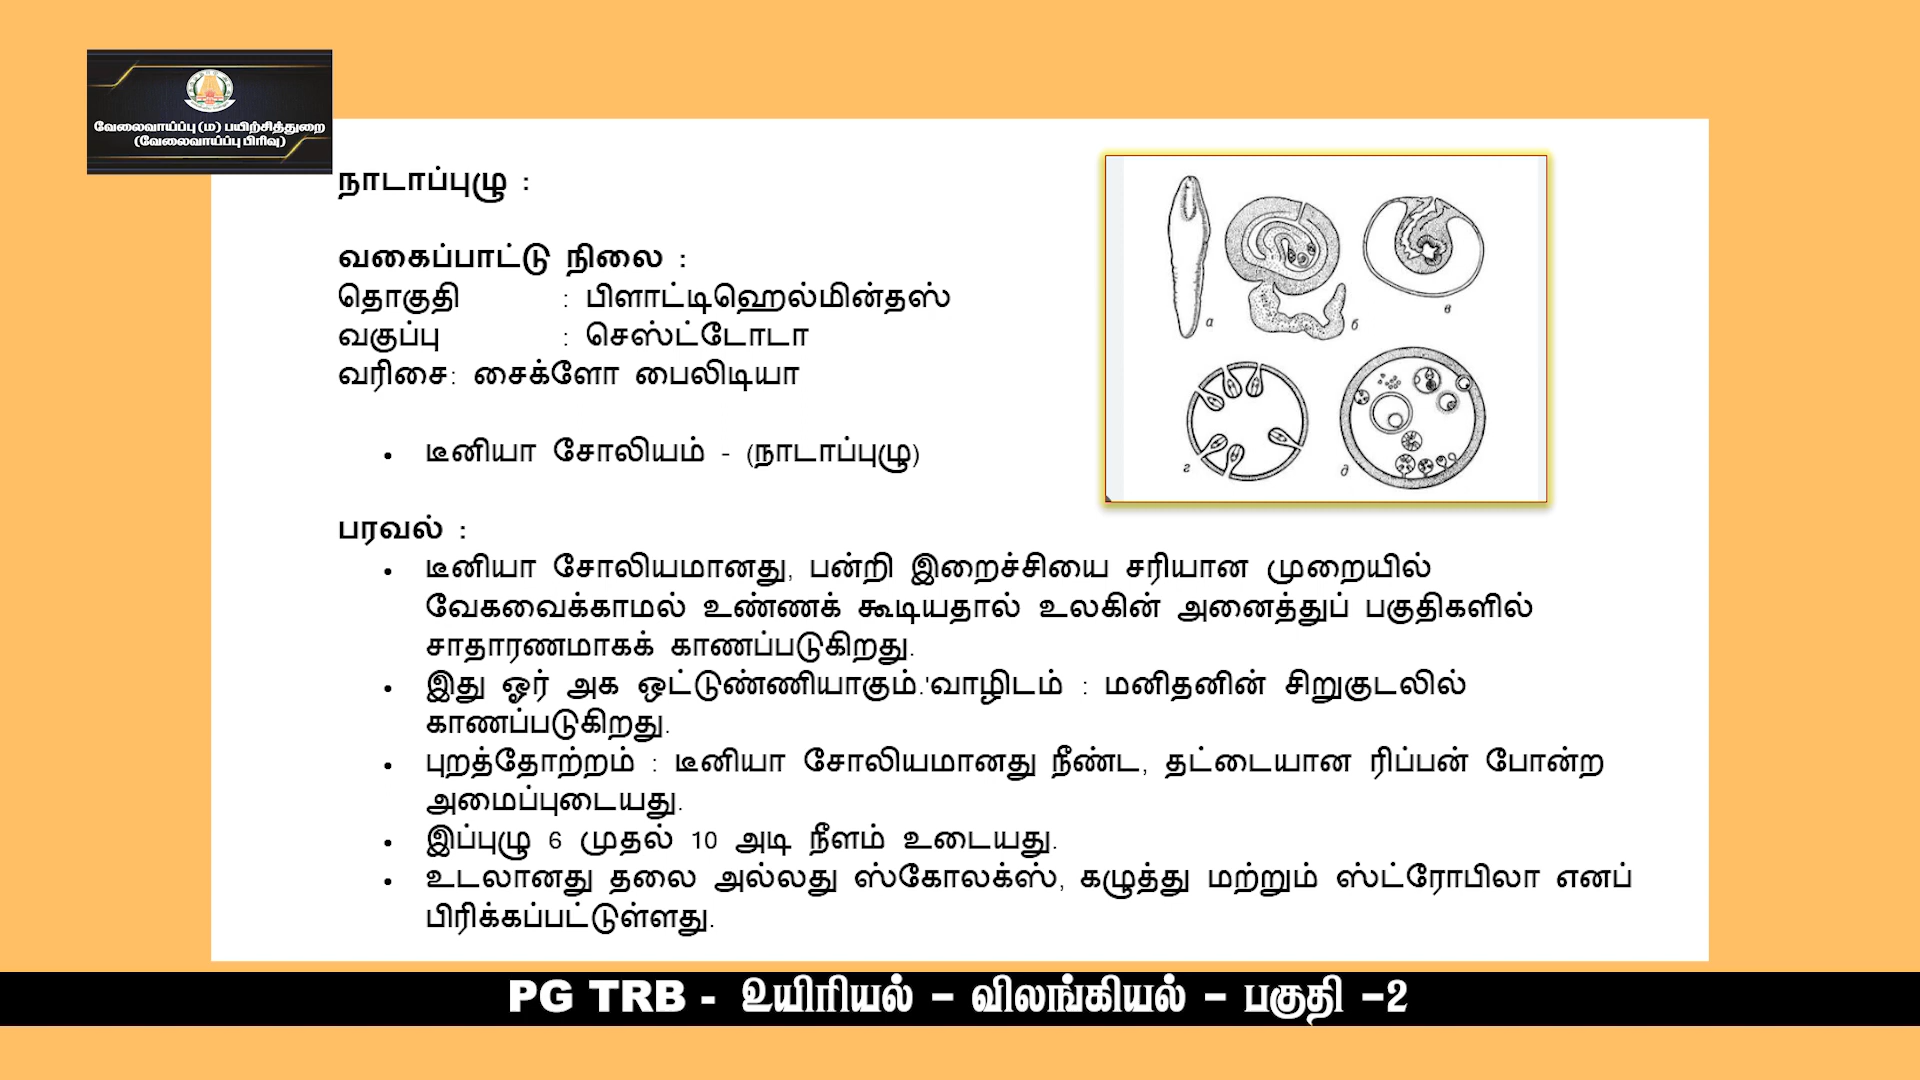 வேலைவாய்ப்பு (ம) பயிற்சித்துறை
(வேலைவாய்ப்பு பிரிவு)
நாடாப்புழு :
வகைப்பாட்டு நிலை :
தொகுதி : பிளாட்டிஹெல்மின்தஸ்
வகுப்பு : செஸ்ட்டோடா
வரிசை: சைக்ளோ பைலிடியா
• டீனியா சோலியம் - (நாடாப்புழு)
பரவல் :
• டீனியா சோலியமானது, பன்றி இறைச்சியை சரியான முறையில்
வேகவைக்காமல் உண்ணக் கூடியதால் உலகின் அனைத்துப் பகுதிகளில்
சாதாரணமாகக் காணப்படுகிறது.
• இது ஓர் அக ஒட்டுண்ணியாகும்.'வாழிடம் : மனிதனின் சிறுகுடலில்
காணப்படுகிறது.
• புறத்தோற்றம் : டீனியா சோலியமானது நீண்ட, தட்டையான ரிப்பன் போன்ற
அமைப்புடையது.
• இப்புழு 6 முதல் 10 அடி நீளம் உடையது.
• உடலானது தலை அல்லது ஸ்கோலக்ஸ், கழுத்து மற்றும் ஸ்ட்ரோபிலா எனப்
பிரிக்கப்பட்டுள்ளது.
а
б
в
г
д
PG TRB - உயிரியல் – விலங்கியல் – பகுதி –2